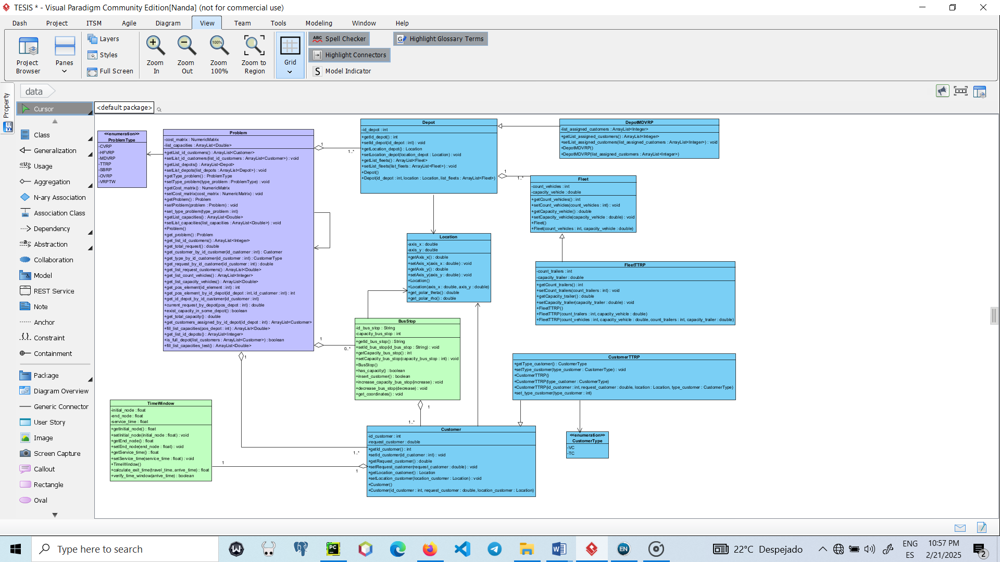 TESIS * - Visual Paradigm Community Edition[Nanda] (not for commercial use)
Dash Project ITSM Agile Diagram View Team Tools Modeling Window Help
Project Browser
Panes
Layers
Styles
Full Screen
Zoom In
Zoom Out
100%
Zoom 100%
Zoom to Region
Grid
ABC Spell Checker
Highlight Connectors
S Model Indicator
Highlight Glossary Terms
Property
data
<default package>
Cursor
Class
Generalization
Usage
Aggregation
N-ary Association
Association Class
Dependency
Abstraction
Collaboration
Model
REST Service
Note
Anchor
Constraint
Containment
Package
Diagram Overview
Generic Connector
User Story
Image
Screen Capture
Callout
Rectangle
Oval
<<enumeration>>
ProblemType
-CVRP
-HFVRP
-MDVRP
-TTRP
-SBRP
-OVRP
-VRPTW
Problem
-cost_matrix : NumericMatrix
-list_capacities : ArrayList<Double>
+getList_id_customers() : ArrayList<Customer>
+setList_id_customers(list_id_customers : ArrayList<Customer>) : void
+getList_depots() : ArrayList<Depot>
+setList_depots(list_depots : ArrayList<Depot>) : void
+getType_problem() : ProblemType
+setType_problem(type_problem : ProblemType) : void
+getCost_matrix() : NumericMatrix
+setCost_matrix(cost_matrix : NumericMatrix) : void
+getProblem() : Problem
+setProblem(problem : Problem) : void
+set_type_problem(type_problem : int)
+getList_capacities() : ArrayList<Double>
+setList_capacities(list_capacities : ArrayList<Double>) : void
+Problem()
+get_problem() : Problem
+get_list_id_customers() : ArrayList<Integer>
+get_total_request() : double
+get_customer_by_id_customer(id_customer : int) : Customer
+get_type_by_id_customer(id_customer : int) : CustomerType
+get_request_by_id_customer(id_customer : int) : double
+get_list_request_customers() : ArrayList<Double>
+get_list_count_vehicles() : ArrayList<Integer>
+get_list_capacity_vehicles() : ArrayList<Double>
+get_pos_element(id_element : int) : int
+get_pos_element_by_id_depot(id_depot : int, id_customer : int) : int
+get_id_depot_by_id_customer(id_customer : int)
+current_request_by_depot(pos_depot : int) : double
+exist_capacity_in_some_depot() : boolean
+get_total_capacity() : double
+get_customers_assigned_by_id_depot(id_depot : int) : ArrayList<Customer>
+fill_list_capacities(pos_depot : int) : ArrayList<Double>
+get_list_id_depots() : ArrayList<Integer>
+is_full_depot(list_customers : ArrayList<Customer>) : boolean
+fill_list_capacities_test() : ArrayList<Double>
1
1..*
Depot
-id_depot : int
+getId_depot() : int
+setId_depot(id_depot : int) : void
+getLocation_depot() : Location
+setLocation_depot(location_depot : Location) : void
+getList_fleets() : ArrayList<Fleet>
+setList_fleets(list_fleets : ArrayList<Fleet>) : void
+Depot()
+Depot(id_depot : int, location : Location, list_fleets : ArrayList<Fleet>)
DepotMDVRP
-list_assigned_customers : ArrayList<Integer>
+getList_assigned_customers() : ArrayList<Integer>
+setList_assigned_customers(list_assigned_customers : ArrayList<Integer>) : void
+DepotMDVRP()
+DepotMDVRP(list_assigned_customers : ArrayList<Integer>)
1
1..*
Fleet
-count_vehicles : int
-capacity_vehicle : double
+getCount_vehicles() : int
+setCount_vehicles(count_vehicles : int) : void
+getCapacity_vehicle() : double
+setCapacity_vehicle(capacity_vehicle : double) : void
+Fleet()
+Fleet(count_vehicles : int, capacity_vehicle : double)
Location
-axis_x : double
-axis_y : double
+getAxis_x() : double
+setAxis_x(axis_x : double) : void
+getAxis_y() : double
+setAxis_y(axis_y : double) : void
+Location()
+Location(axis_x : double, axis_y : double)
+get_polar_theta() : double
+get_polar_rho() : double
FleetTTRP
-count_trailers : int
-capacity_trailer : double
+getCount_trailers() : int
+setCount_trailers(count_trailers : int) : void
+getCapacity_trailer() : double
+setCapacity_trailer(capacity_trailer : double) : void
+FleetTTRP()
+FleetTTRP(count_trailers : int, capacity_vehicle : double)
+FleetTTRP(count_vehicles : int, capacity_vehicle : double, count_trailers : int, capacity_trailer : double)
1
0..*
BusStop
-id_bus_stop : String
-capacity_bus_stop : int
+getId_bus_stop() : String
+setId_bus_stop(id_bus_stop : String) : void
+getCapacity_bus_stop() : int
+setCapacity_bus_stop(capacity_bus_stop : int) : void
+BusStop()
+has_capacity() : boolean
+insert_customer() : boolean
+increase_capacity_bus_stop(increase) : void
+decrease_bus_stop(decrease) : void
+get_coordinates() : void
CustomerTTRP
+getType_customer() : CustomerType
+setType_customer(type_customer : CustomerType) : void
+CustomerTTRP()
+CustomerTTRP(type_customer : CustomerType)
+CustomerTTRP(id_customer : int, request_customer : double, location : Location, type_customer : CustomerType)
+set_type_customer(type_customer : int)
1
1
1..*
TimeWindow
-initial_node : float
-end_node : float
-service_time : float
+getInitial_node() : float
+setInitial_node(initial_node : float) : void
+getEnd_node() : float
+setEnd_node(end_node : float) : void
+getService_time() : float
+setService_time(service_time : float) : void
+TimeWindow()
+calculate_exit_time(travel_time, arrive_time) : float
+verify_time_window(arrive_time) : boolean
1..*
1
1
Customer
-id_customer : int
-request_customer : double
+getId_customer() : int
+setId_customer(id_customer : int) : void
+getRequest_customer() : double
+setRequest_customer(request_customer : double) : void
+getLocation_customer() : Location
+setLocation_customer(location_customer : Location) : void
+Customer()
+Customer(id_customer : int, request_customer : double, location_customer : Location)
<<enumeration>>
CustomerType
-VC
-TC
Type here to search
PC
EN
22°C Despejado
ENG
ES
10:57 PM
2/21/2025
2